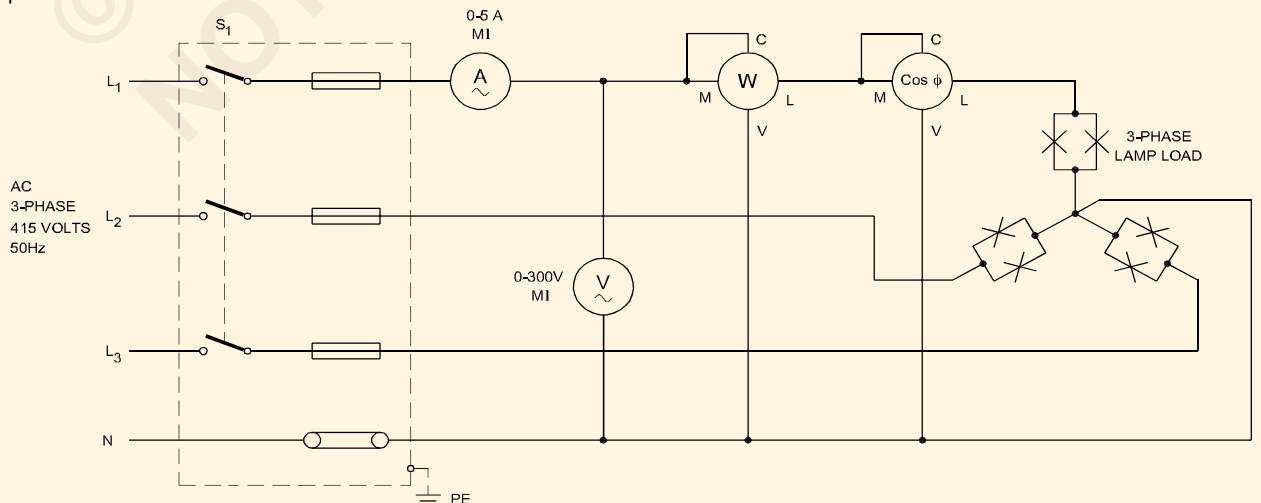 ©
NOT
S1
0-5 A
MI
A
C
W
M
L
V
C
Cos ϕ
M
L
V
L1
3-PHASE
LAMP LOAD
AC
3-PHASE
415 VOLTS
50Hz
L2
0-300V
MI
V
L3
N
PE